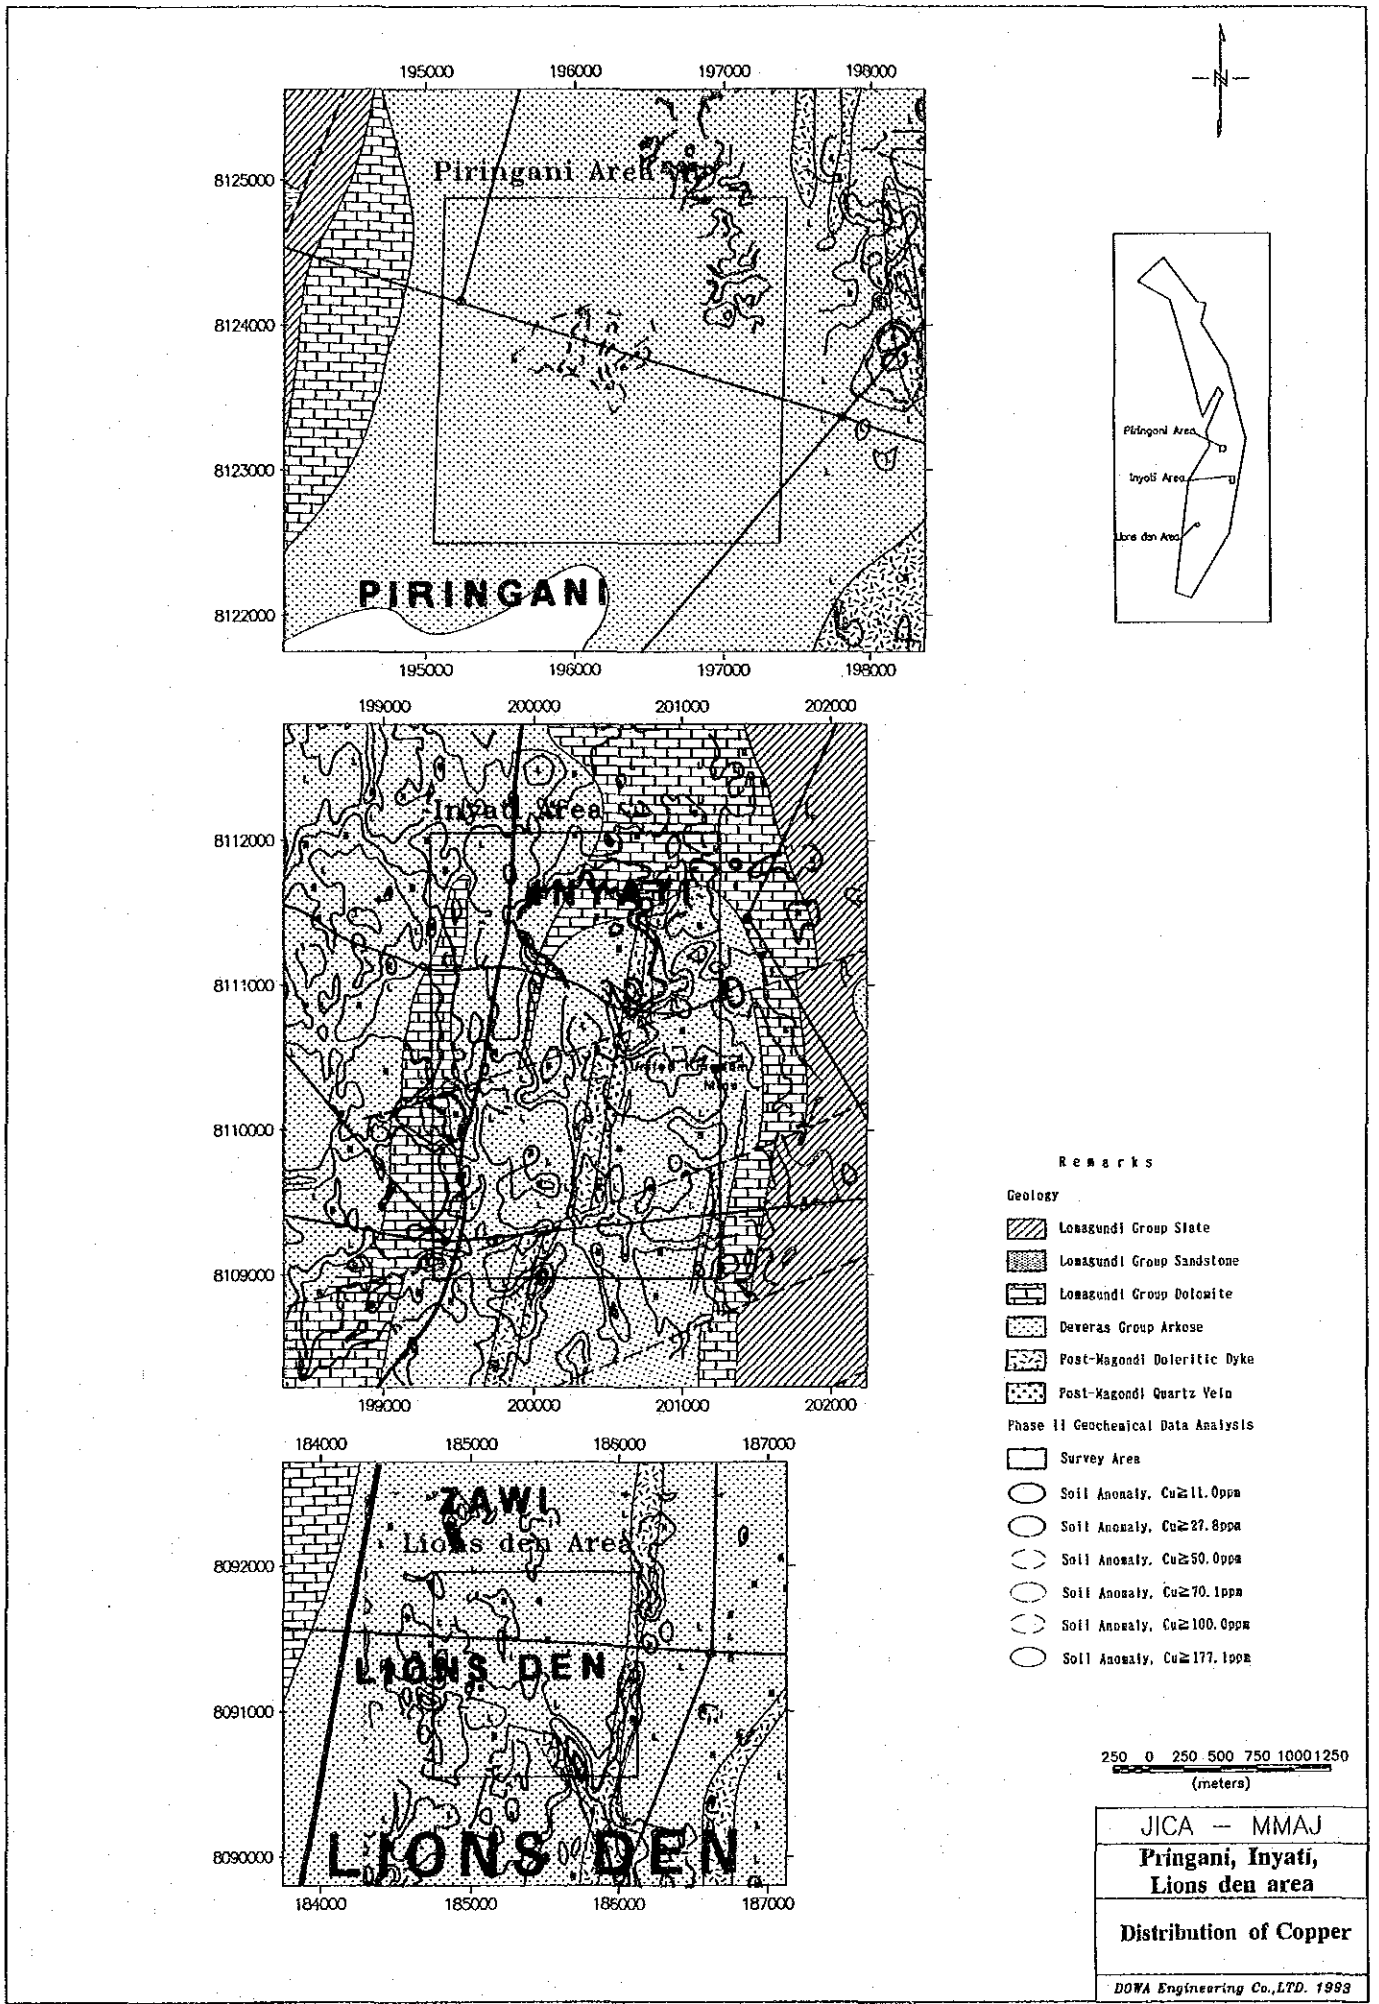 N
195000 196000 197000 198000
8125000
Piringani Area
8124000
8123000
PIRINGANI
8122000
195000 196000 197000 198000
Piringani Area
Inyati Area
Lions den Area
199000 200000 201000 202000
Inyati Area
8112000
INYATI
8111000
United Kingdom
Mine
8110000
8109000
199000 200000 201000 202000
184000 185000 186000 187000
ZAWI
Lions den Area
8092000
LIONS DEN
8091000
LIONS DEN
8090000
184000 185000 186000 187000
Remarks
Geology
Lomagundi Group Slate
Lomagundi Group Sandstone
Lomagundi Group Dolomite
Deweras Group Arkose
Post-Magondi Doleritic Dyke
Post-Magondi Quartz Vein
Phase II Geochemical Data Analysis
Survey Area
Soil Anomaly, Cu≧11.0ppm
Soil Anomaly, Cu≧27.8ppm
Soil Anomaly, Cu≧50.0ppm
Soil Anomaly, Cu≧70.1ppm
Soil Anomaly, Cu≧100.0ppm
Soil Anomaly, Cu≧177.1ppm
250 0 250 500 750 1000 1250
(meters)
JICA — MMAJ
Piringani, Inyati,
Lions den area
Distribution of Copper
DOWA Engineering Co.,LTD. 1993